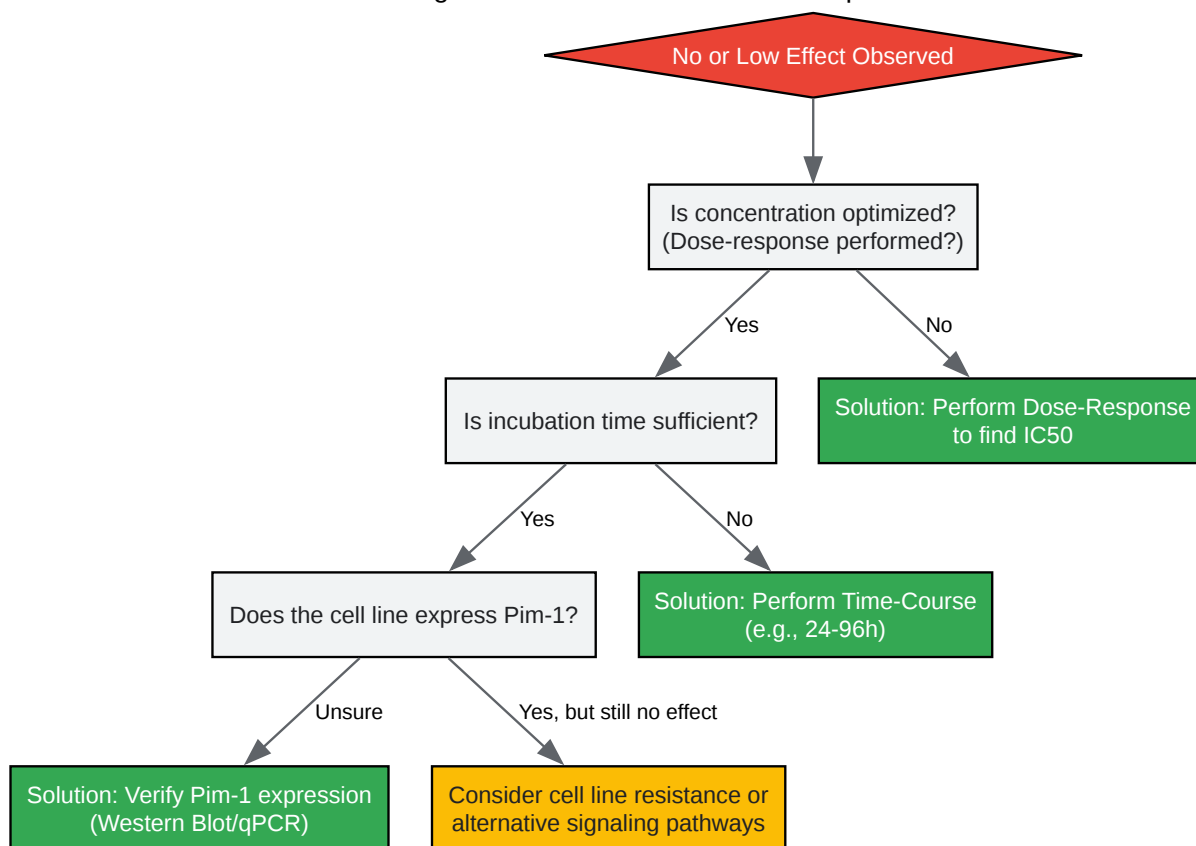 No or Low Effect Observed
Is concentration optimized?
(Dose-response performed?)
Yes
No
Is incubation time sufficient?
Solution: Perform Dose-Response
to find IC50
Yes
No
Does the cell line express Pim-1?
Solution: Perform Time-Course
(e.g., 24-96h)
Unsure
Yes, but still no effect
Solution: Verify Pim-1 expression
(Western Blot/qPCR)
Consider cell line resistance or
alternative signaling pathways